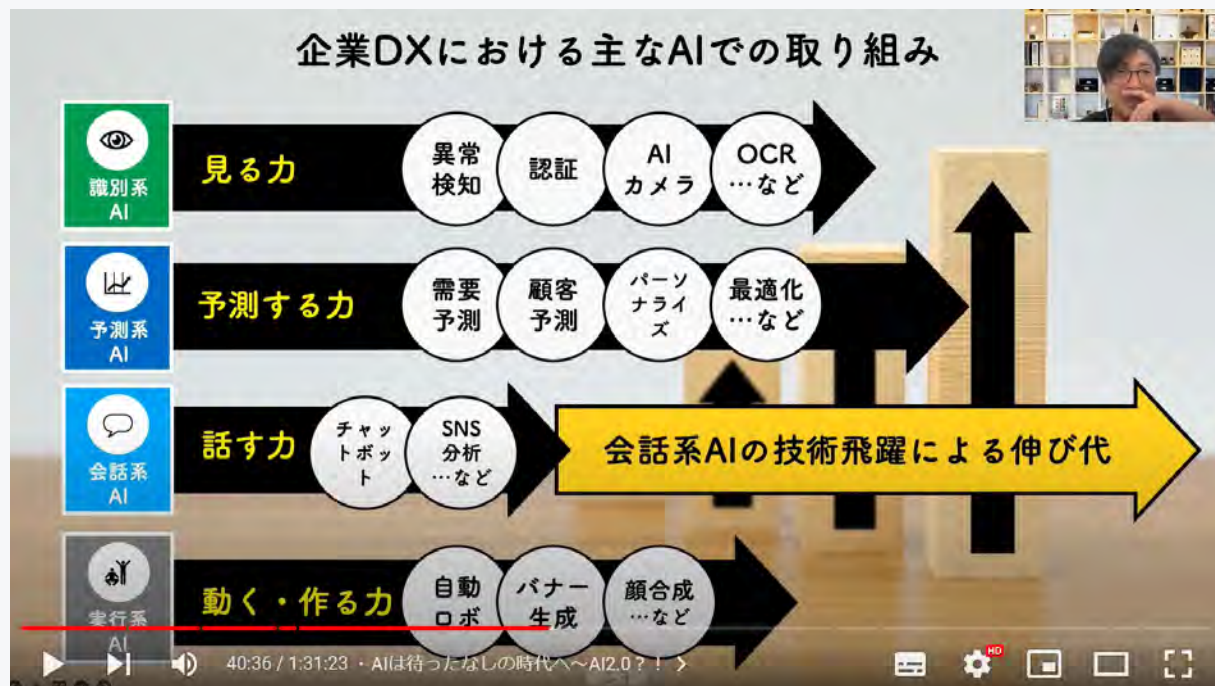 企業DXにおける主なAIでの取り組み
識別系
AI
見る力
異常
検知
認証
AI
カメラ
OCR
…など
予測系
AI
予測する力
需要
予測
顧客
予測
パーソ
ナライ
ズ
最適化
…など
会話系
AI
話す力
チャッ
トボッ
ト
SNS
分析
…など
会話系AIの技術飛躍による伸び代
実行系
AI
動く・作る力
自動
ロボ
バナー
生成
顔合成
…など
40:36 / 1:31:23 ・AIは待ったなしの時代へ〜AI2.0？！ >
HD